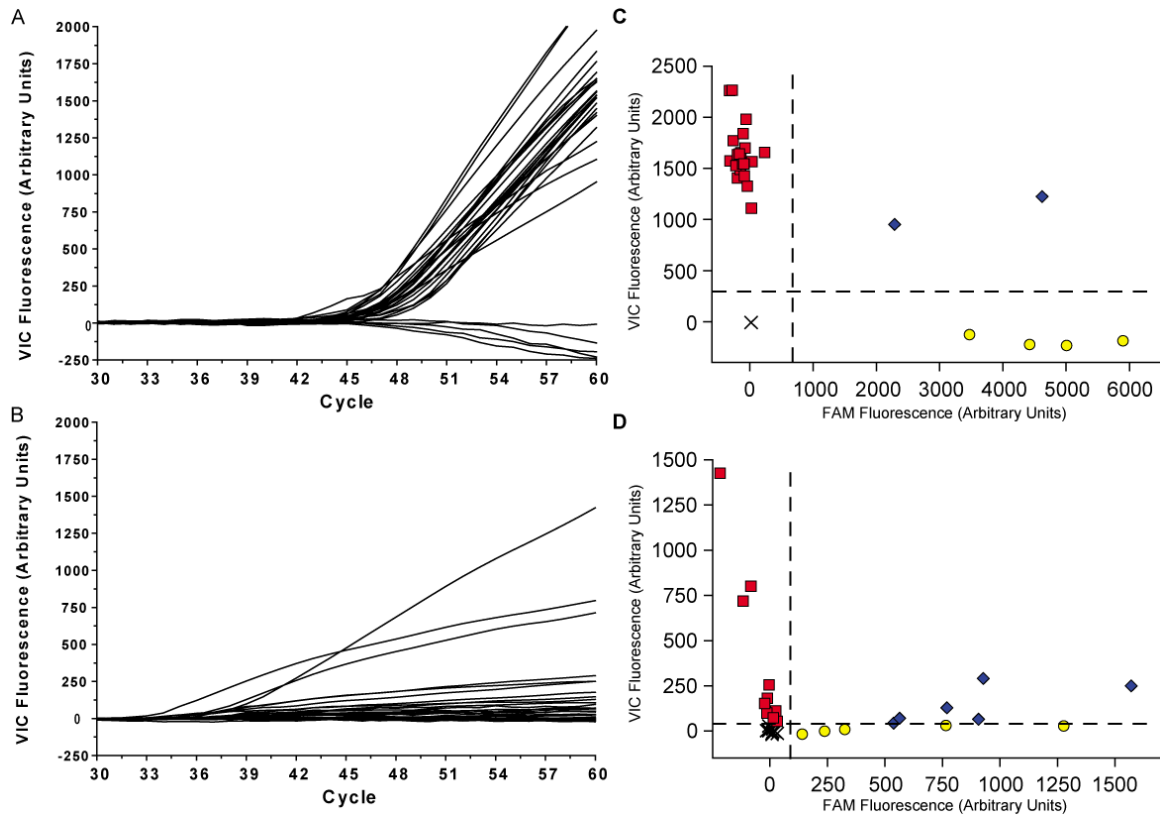 A
VIC Fluorescence (Arbitrary Units)
2000
1750
1500
1250
1000
750
500
250
0
-250
30 33 36 39 42 45 48 51 54 57 60
Cycle
B
VIC Fluorescence (Arbitrary Units)
2000
1750
1500
1250
1000
750
500
250
0
-250
30 33 36 39 42 45 48 51 54 57 60
Cycle
C
VIC Fluorescence (Arbitrary Units)
2500
2000
1500
1000
500
0
0 1000 2000 3000 4000 5000 6000
FAM Fluorescence (Arbitrary Units)
D
VIC Fluorescence (Arbitrary Units)
1500
1250
1000
750
500
250
0
0 250 500 750 1000 1250 1500
FAM Fluorescence (Arbitrary Units)